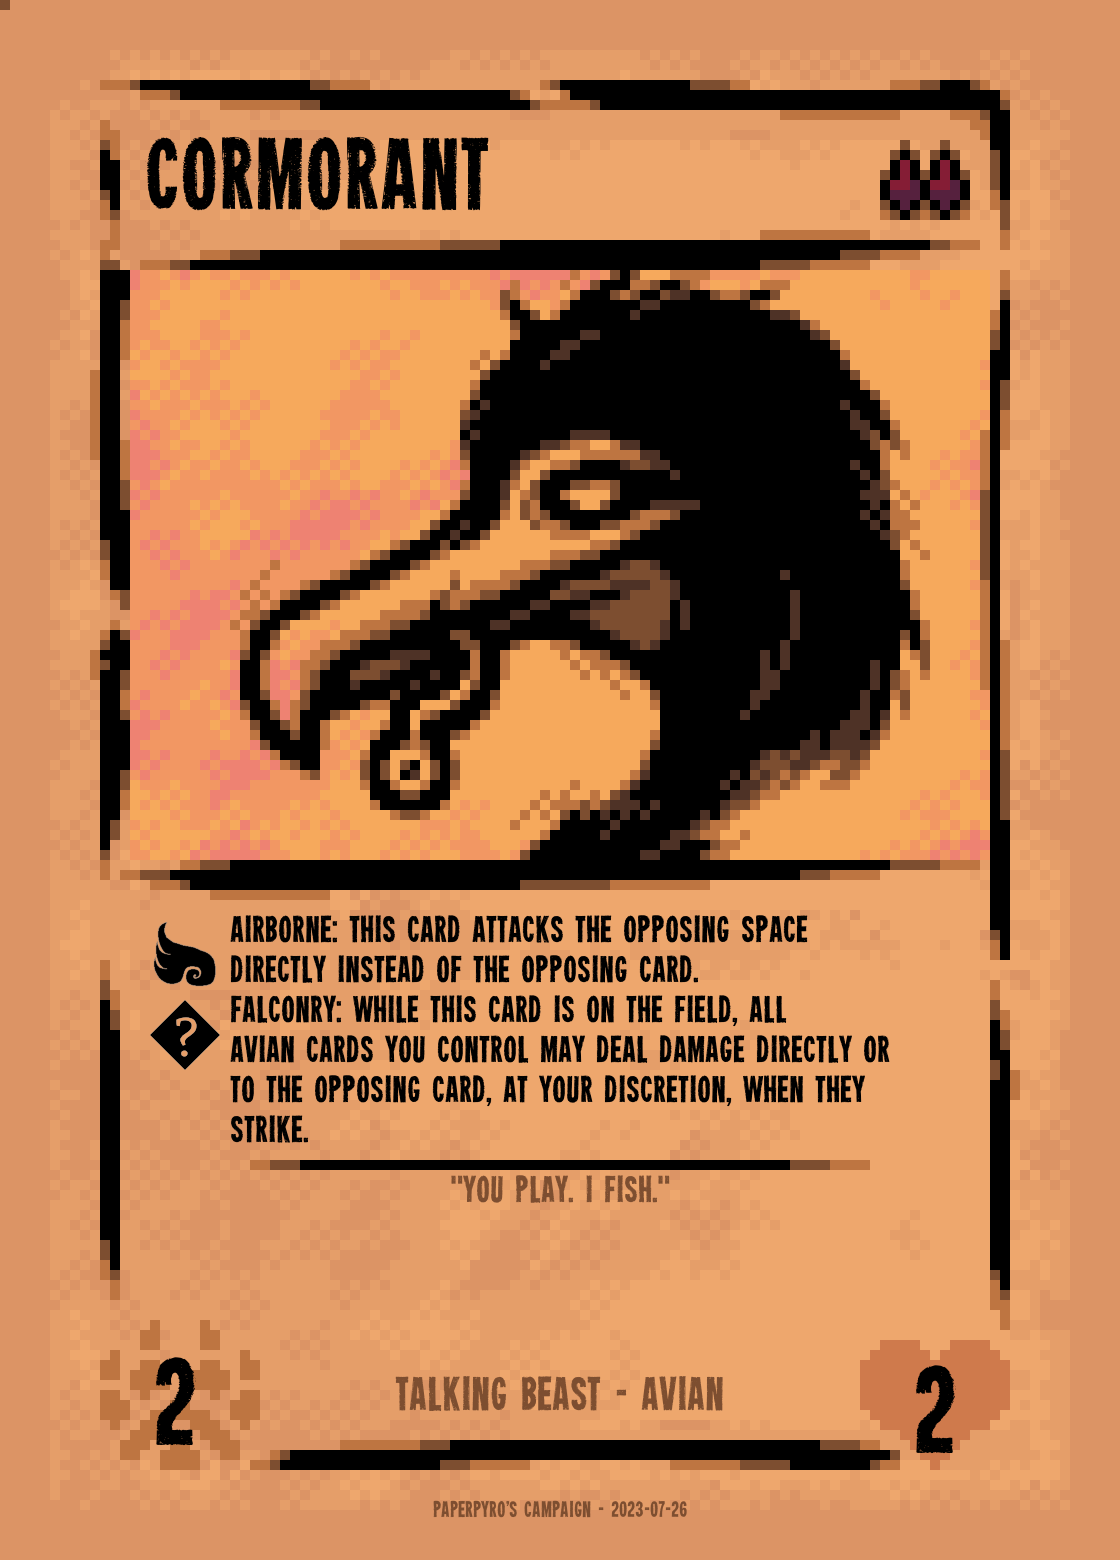 CORMORANT
AIRBORNE: THIS CARD ATTACKS THE OPPOSING SPACE
DIRECTLY INSTEAD OF THE OPPOSING CARD.
?
FALCONRY: WHILE THIS CARD IS ON THE FIELD, ALL
AVIAN CARDS YOU CONTROL MAY DEAL DAMAGE DIRECTLY OR
TO THE OPPOSING CARD, AT YOUR DISCRETION, WHEN THEY
STRIKE.
"YOU PLAY. I FISH."
2
TALKING BEAST - AVIAN
2
PAPERPYRO'S CAMPAIGN - 2023-07-26